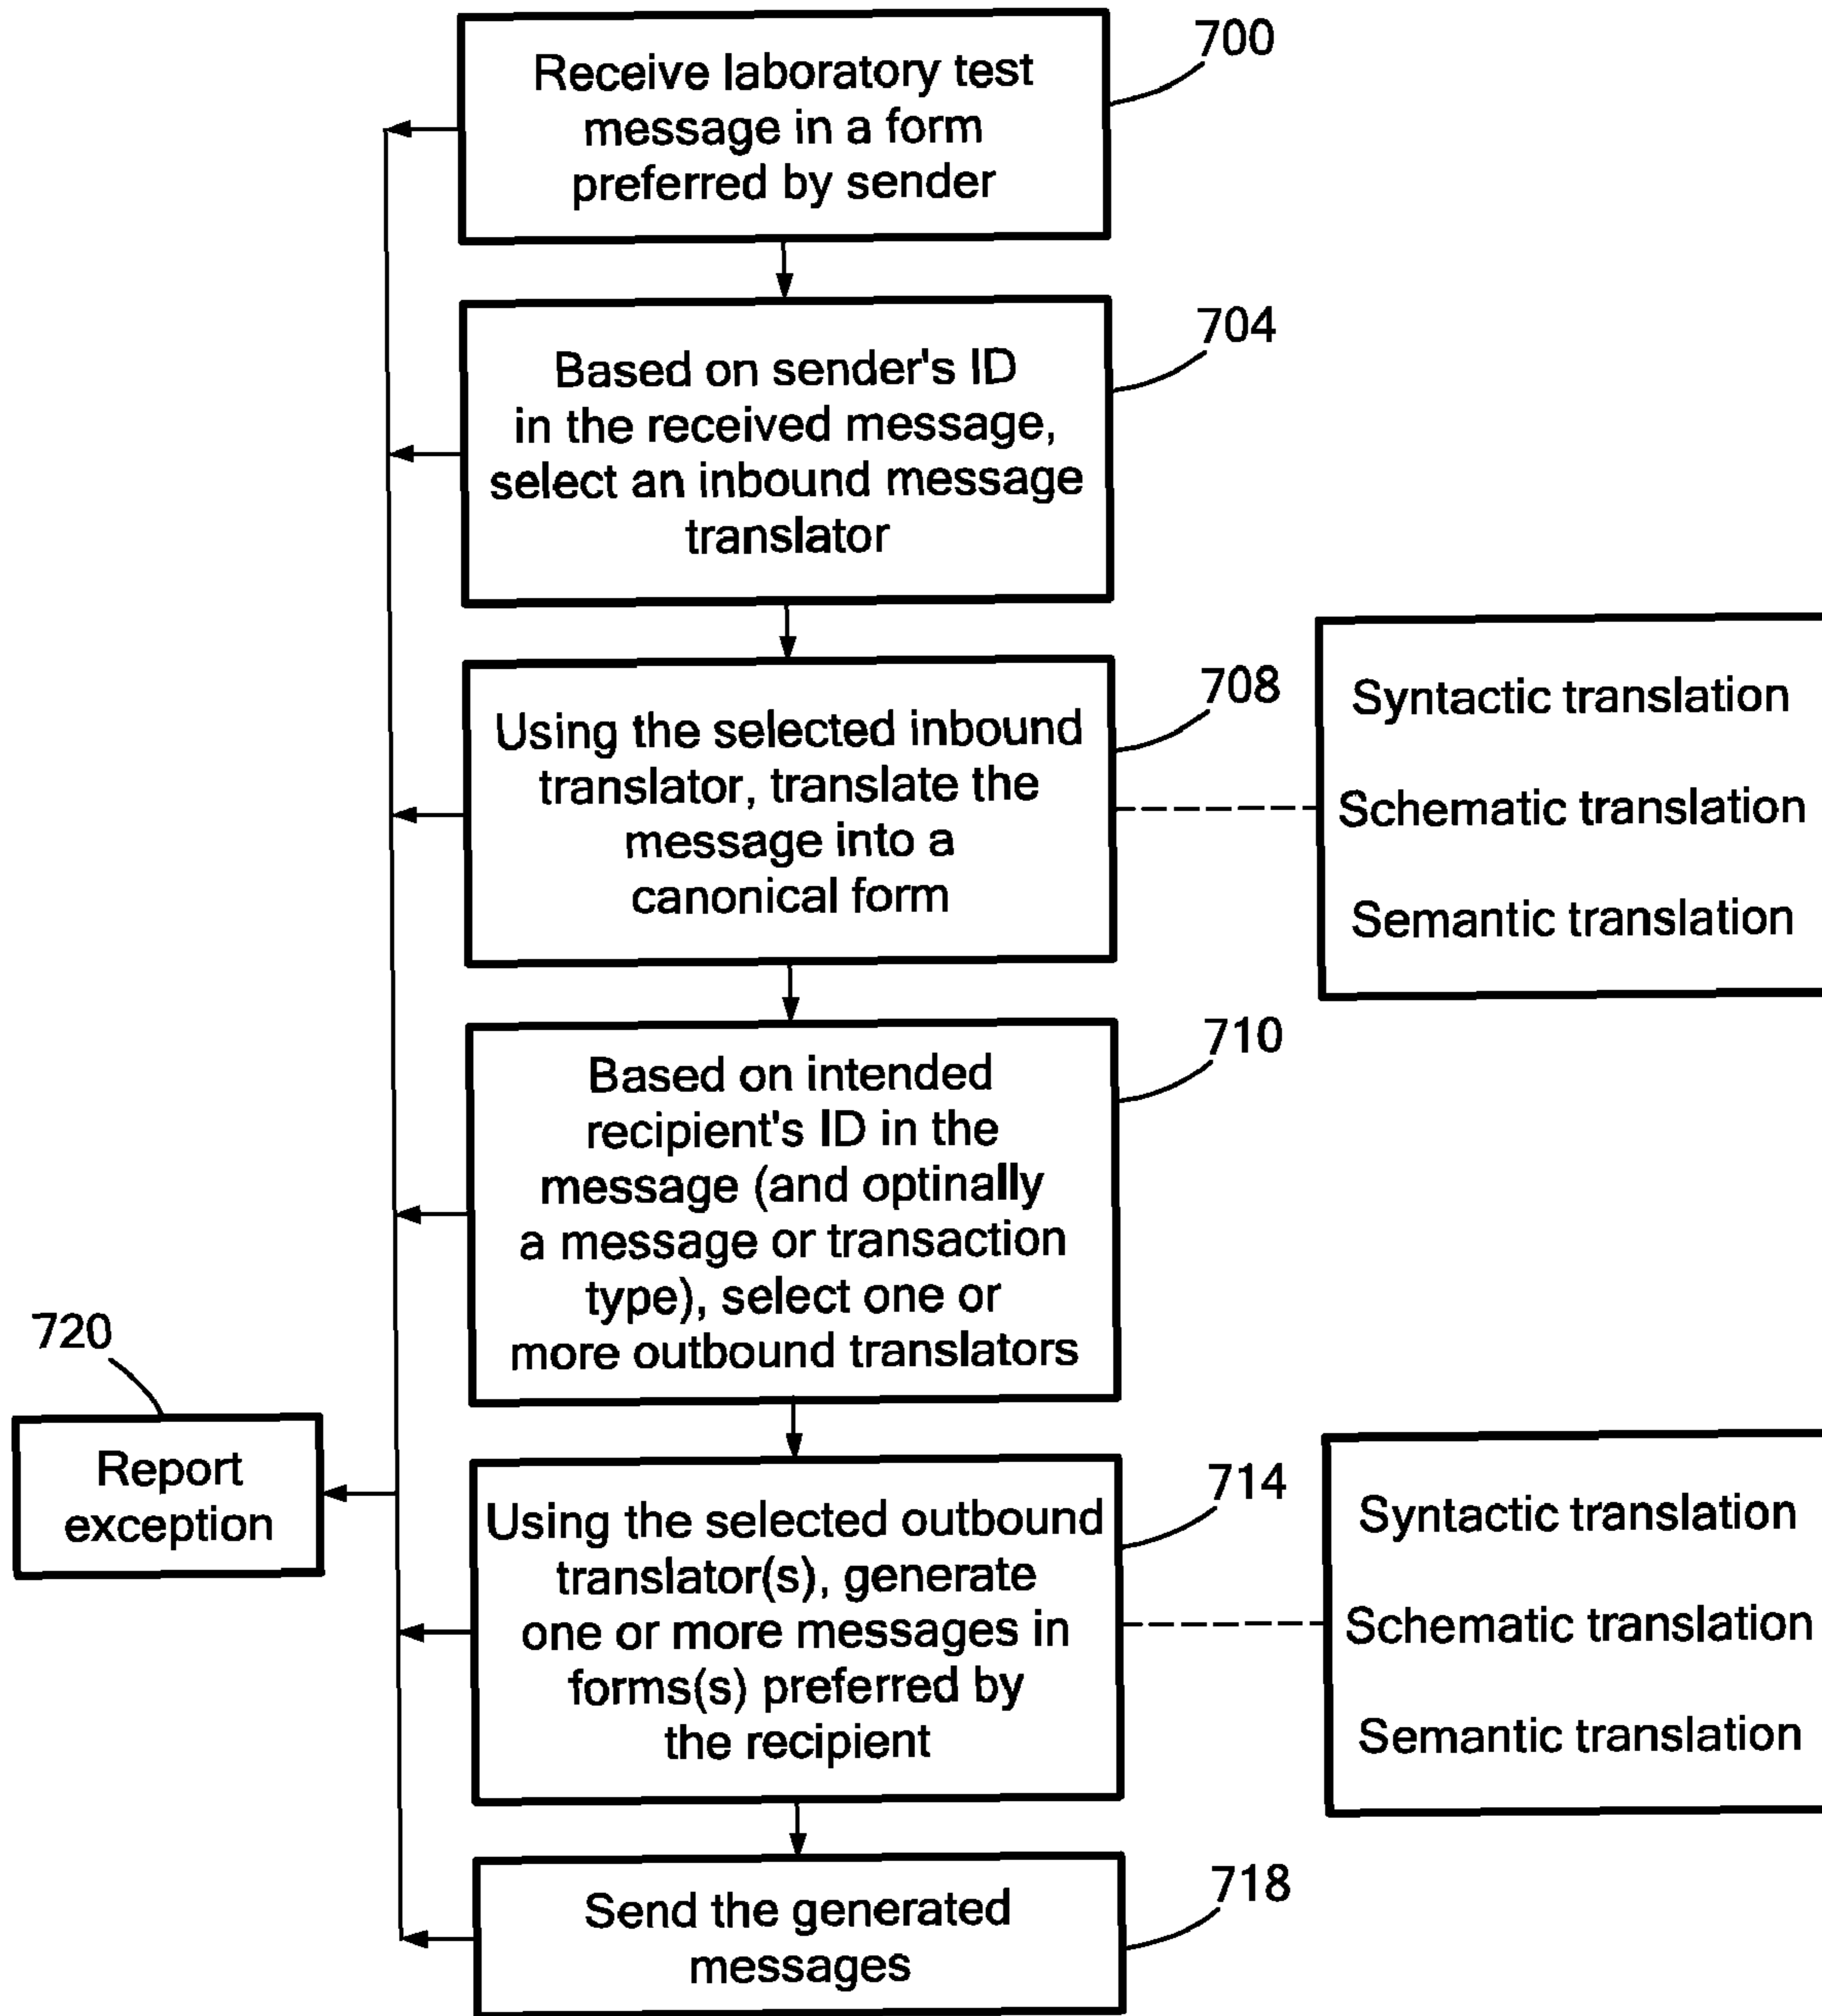 700
Receive laboratory test
message in a form
preferred by sender
704
Based on sender's ID
in the received message,
select an inbound message
translator
708
Using the selected inbound
translator, translate the
message into a
canonical form
Syntactic translation
Schematic translation
Semantic translation
710
Based on intended
recipient's ID in the
message (and optinally
a message or transaction
type), select one or
more outbound translators
720
Report
exception
714
Using the selected outbound
translator(s), generate
one or more messages in
forms(s) preferred by
the recipient
Syntactic translation
Schematic translation
Semantic translation
718
Send the generated
messages